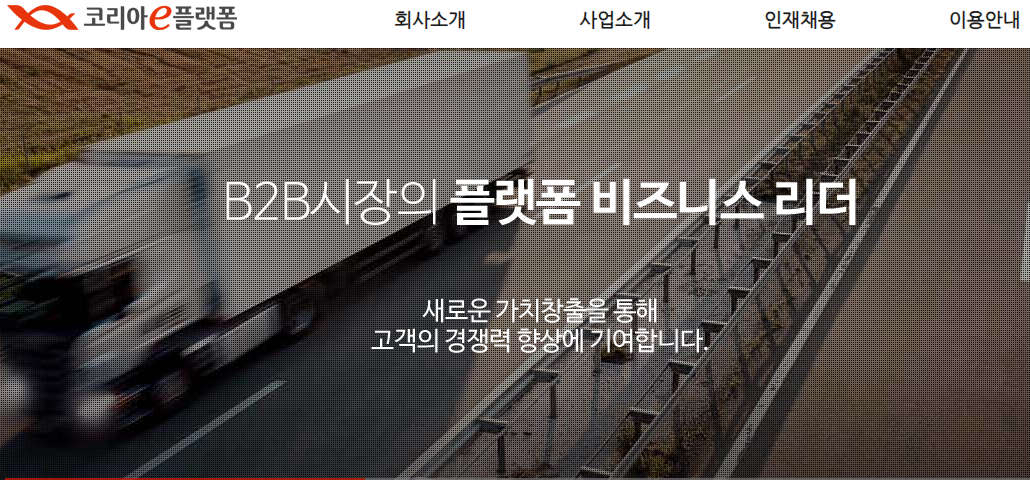 코리아e플랫폼
회사소개 사업소개 인재채용 이용안내
B2B시장의 플랫폼 비즈니스 리더
새로운 가치창출을 통해
고객의 경쟁력 향상에 기여합니다.